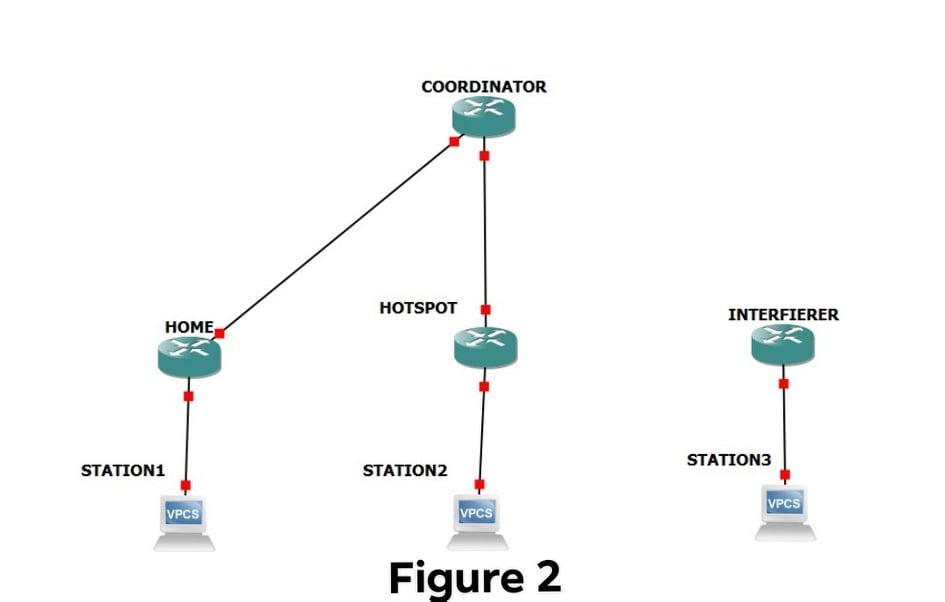 COORDINATOR
HOTSPOT
INTERFIERER
HOME
STATION3
STATION1
STATION2
VPCS
VPCS
VPCS
Figure 2